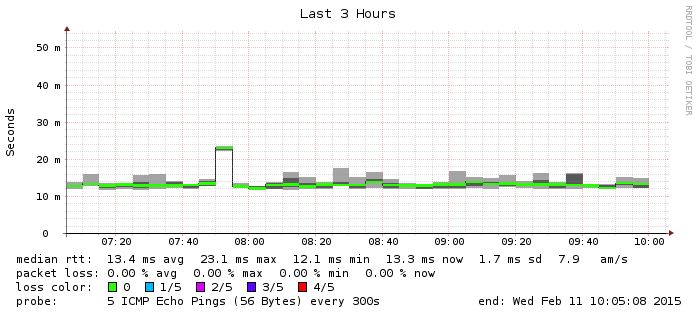 Last 3 Hours
RRDTOOL / TOBI OETIKER
Seconds
50 m
40 m
30 m
20 m
10 m
0
07:20 07:40 08:00 08:20 08:40 09:00 09:20 09:40 10:00
median rtt: 13.4 ms avg 23.1 ms max 12.1 ms min 13.3 ms now 1.7 ms sd 7.9 am/s
packet loss: 0.00 % avg 0.00 % max 0.00 % min 0.00 % now
loss color: 0 1/5 2/5 3/5 4/5
probe: 5 ICMP Echo Pings (56 Bytes) every 300s end: Wed Feb 11 10:05:08 2015